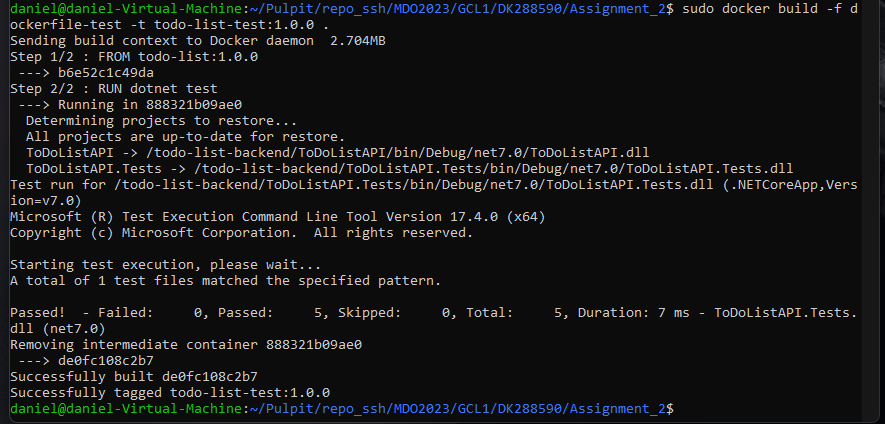 daniel@daniel-Virtual-Machine:~/Pulpit/repo_ssh/MDO2023/GCL1/DK288590/Assignment_2$ sudo docker build -f d
ockerfile-test -t todo-list-test:1.0.0 .
Sending build context to Docker daemon  2.704MB
Step 1/2 : FROM todo-list:1.0.0
 ---> b6e52c1c49da
Step 2/2 : RUN dotnet test
 ---> Running in 888321b09ae0
  Determining projects to restore...
  All projects are up-to-date for restore.
  ToDoListAPI -> /todo-list-backend/ToDoListAPI/bin/Debug/net7.0/ToDoListAPI.dll
  ToDoListAPI.Tests -> /todo-list-backend/ToDoListAPI.Tests/bin/Debug/net7.0/ToDoListAPI.Tests.dll
Test run for /todo-list-backend/ToDoListAPI.Tests/bin/Debug/net7.0/ToDoListAPI.Tests.dll (.NETCoreApp,Vers
ion=v7.0)
Microsoft (R) Test Execution Command Line Tool Version 17.4.0 (x64)
Copyright (c) Microsoft Corporation.  All rights reserved.

Starting test execution, please wait...
A total of 1 test files matched the specified pattern.

Passed!  - Failed:     0, Passed:     5, Skipped:     0, Total:     5, Duration: 7 ms - ToDoListAPI.Tests.
dll (net7.0)
Removing intermediate container 888321b09ae0
 ---> de0fc108c2b7
Successfully built de0fc108c2b7
Successfully tagged todo-list-test:1.0.0
daniel@daniel-Virtual-Machine:~/Pulpit/repo_ssh/MDO2023/GCL1/DK288590/Assignment_2$